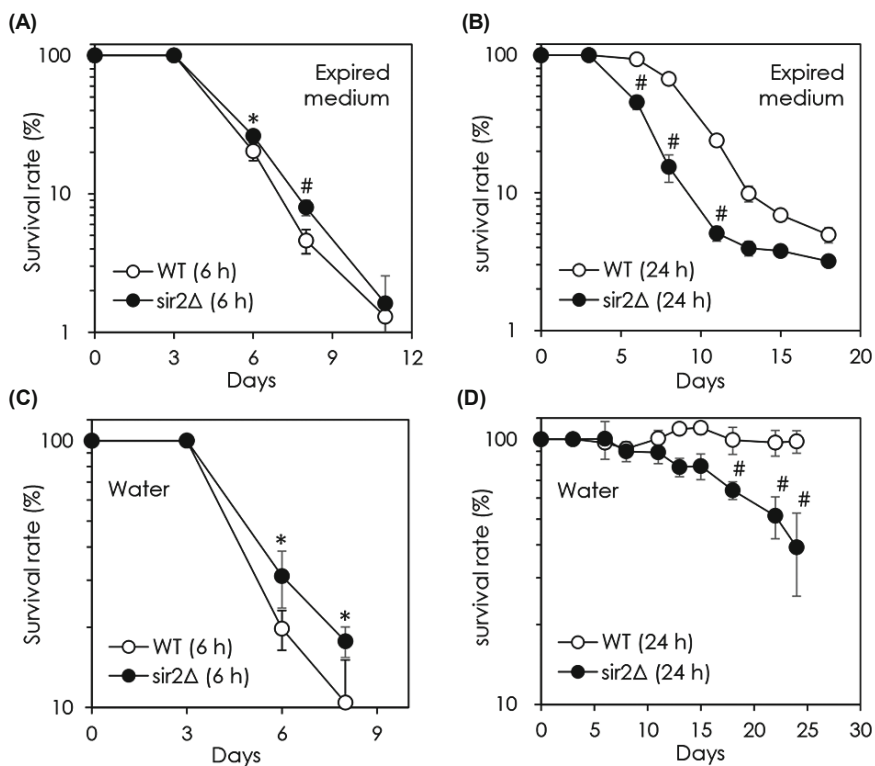 (A)
100
10
1
Survival rate (%)
Expired
medium
*
#
WT (6 h)
sir2Δ (6 h)
0 3 6 9 12
Days
(B)
100
10
1
Survival rate (%)
Expired
medium
#
#
#
WT (24 h)
sir2Δ (24 h)
0 5 10 15 20
Days
(C)
100
10
Survival rate (%)
Water
*
*
WT (6 h)
sir2Δ (6 h)
0 3 6 9
Days
(D)
100
10
survival rate (%)
Water
#
#
#
WT (24 h)
sir2Δ (24 h)
0 5 10 15 20 25 30
Days